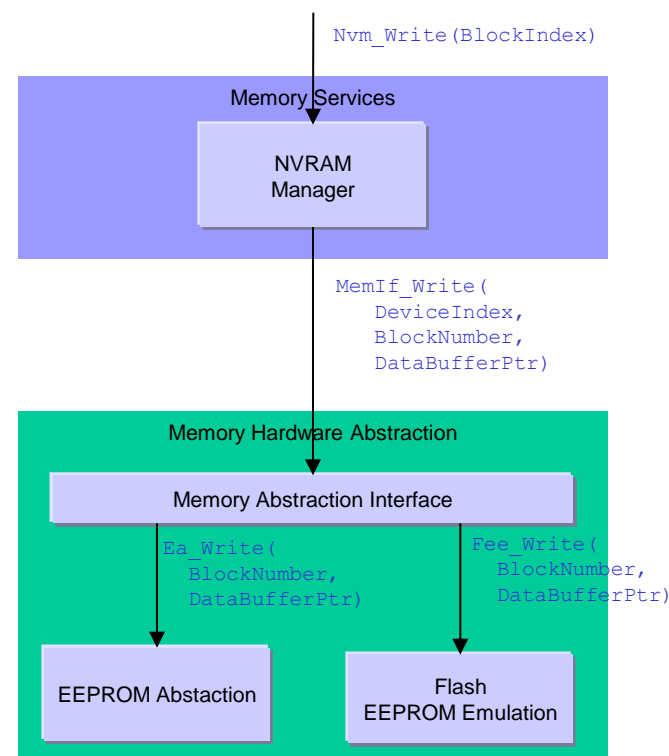 Nvm_Write(BlockIndex)
Memory Services
NVRAM
Manager
MemIf_Write(
DeviceIndex,
BlockNumber,
DataBufferPtr)
Memory Hardware Abstraction
Memory Abstraction Interface
Ea_Write(
BlockNumber,
DataBufferPtr)
Fee_Write(
BlockNumber,
DataBufferPtr)
EEPROM Abstaction
Flash
EEPROM Emulation